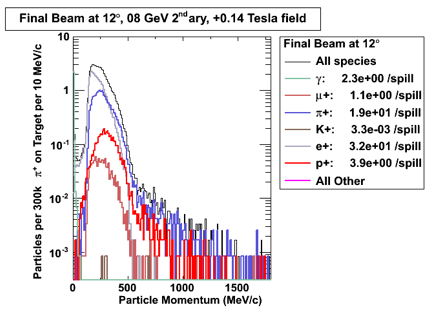 Final Beam at 12°, 08 GeV 2ndary, +0.14 Tesla field
Particles per 300k π+ on Target per 10 MeV/c
10
1
10-1
10-2
10-3
0
500
1000
1500
Particle Momentum (MeV/c)
Final Beam at 12°
All species
γ: 2.3e+00 /spill
μ+: 1.1e+00 /spill
π+: 1.9e+01 /spill
K+: 3.3e-03 /spill
e+: 3.2e+01 /spill
p+: 3.9e+00 /spill
All Other